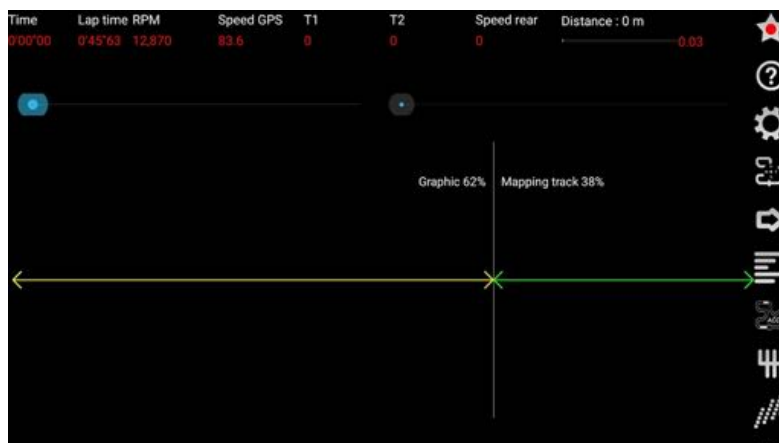 Time Lap time RPM Speed GPS T1 T2 Speed rear Distance : 0 m
0'00"00 0'45"63 12,870 83.6 0 0 0 0.03
Graphic 62% Mapping track 38%
ACC